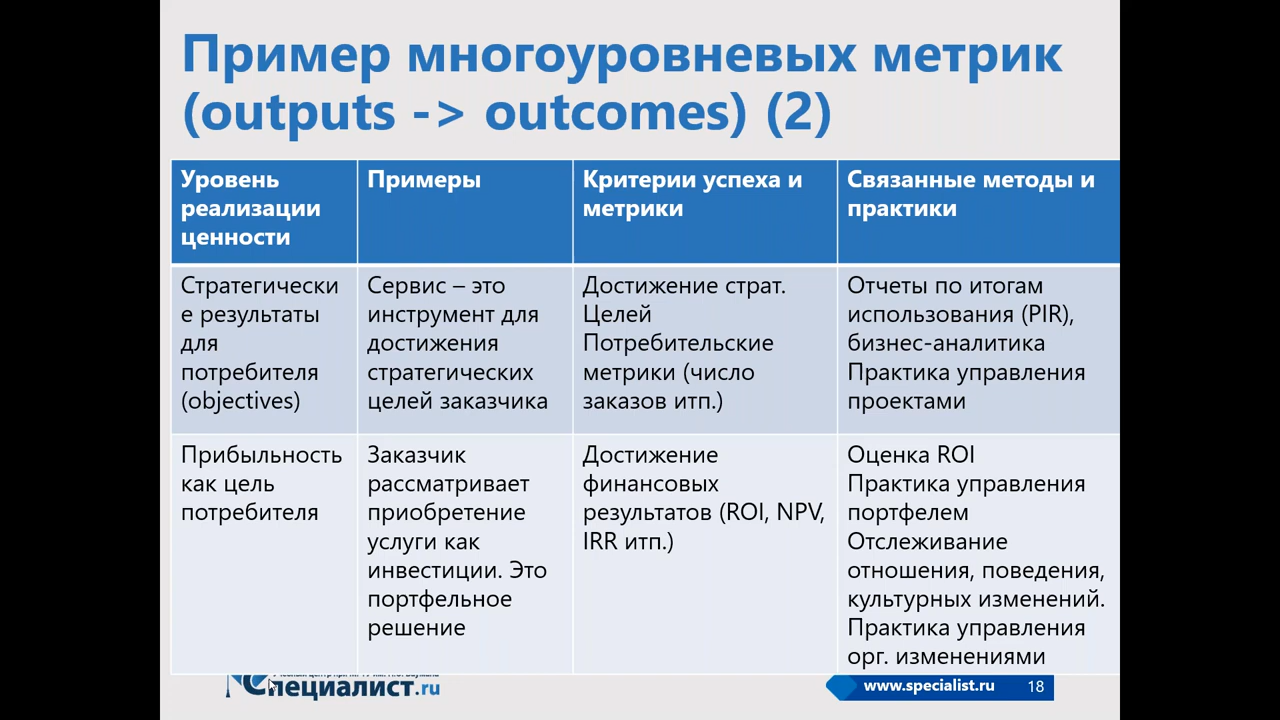 Пример многоуровневых метрик
(outputs -> outcomes) (2)
Уровень
реализации
ценности
Примеры
Критерии успеха и
метрики
Связанные методы и
практики
Стратегически
е результаты
для
потребителя
(objectives)
Сервис – это
инструмент для
достижения
стратегических
целей заказчика
Достижение страт.
Целей
Потребительские
метрики (число
заказов итп.)
Отчеты по итогам
использования (PIR),
бизнес-аналитика
Практика управления
проектами
Прибыльность
как цель
потребителя
Заказчик
рассматривает
приобретение
услуги как
инвестиции. Это
портфельное
решение
Достижение
финансовых
результатов (ROI, NPV,
IRR итп.)
Оценка ROI
Практика управления
портфелем
Отслеживание
отношения, поведения,
культурных изменений.
Практика управления
орг. изменениями
Специалист.ru
www.specialist.ru
18